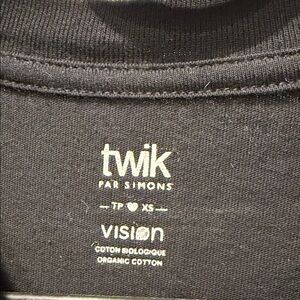 twik
PAR SIMONS
— TP ♥ XS —
VISION
COTON BIOLOGIQUE
ORGANIC COTTON